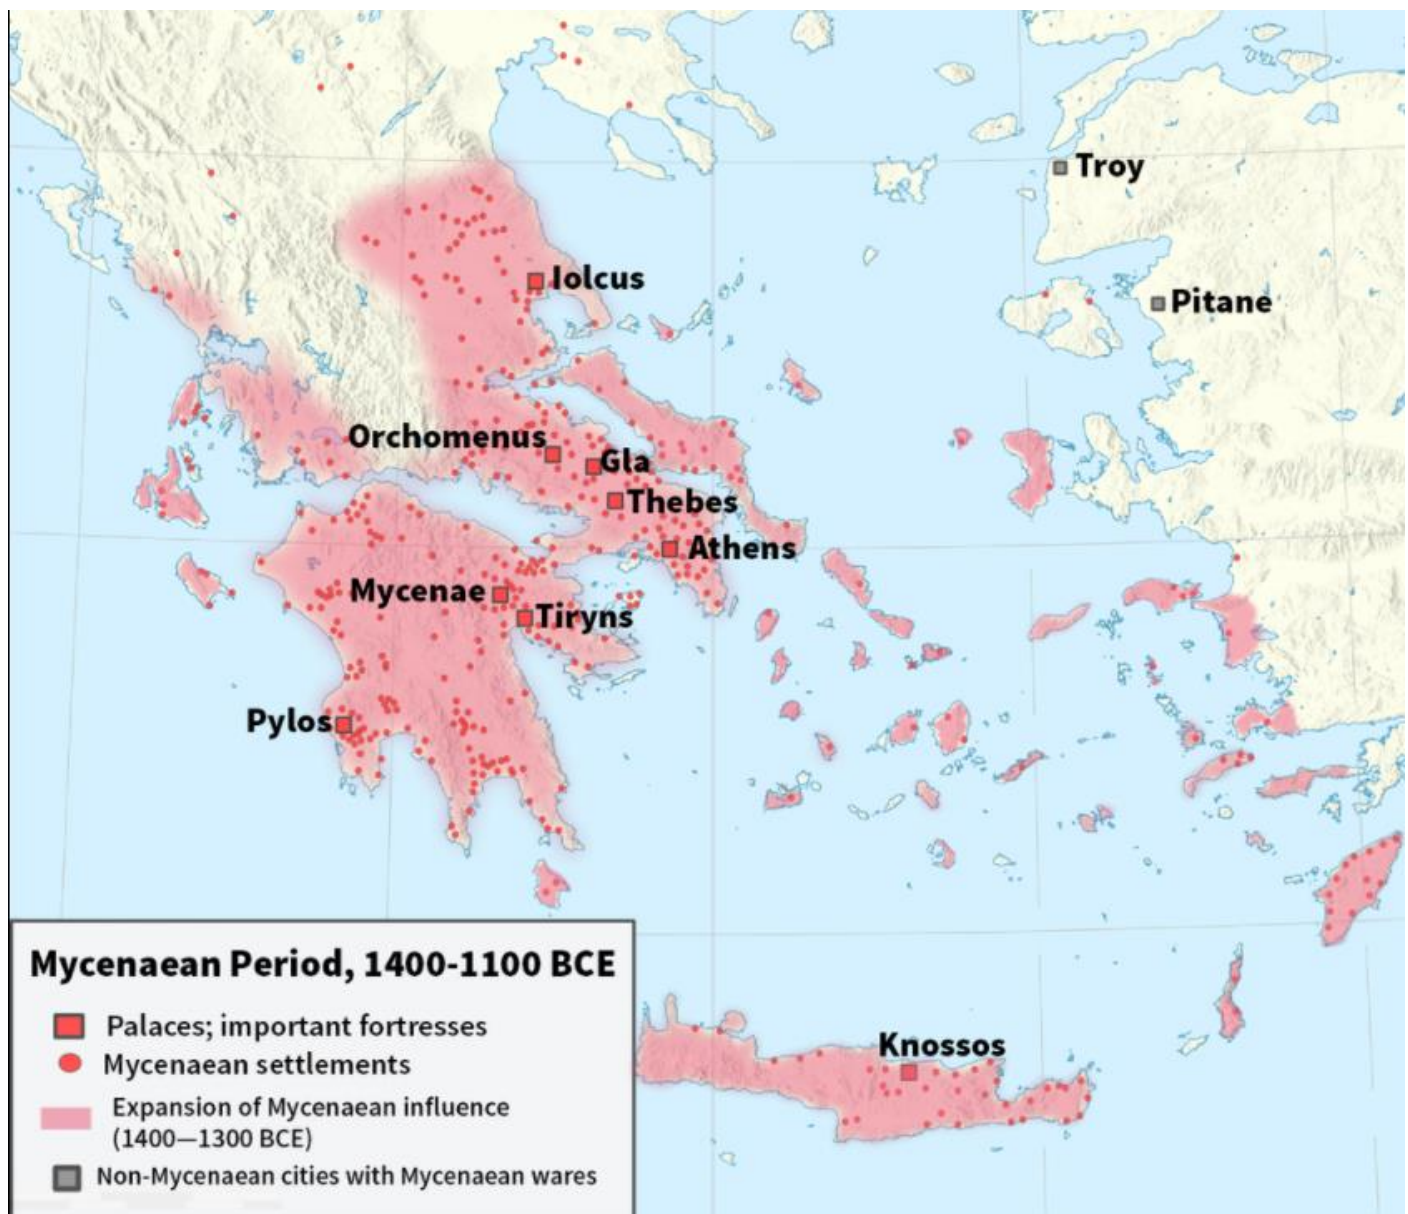 Troy
Iolcus
Pitane
Orchomenus
Gla
Thebes
Athens
Mycenae
Tiryns
Pylos
Knossos
Mycenaean Period, 1400-1100 BCE
Palaces; important fortresses
Mycenaean settlements
Expansion of Mycenaean influence
(1400—1300 BCE)
Non-Mycenaean cities with Mycenaean wares